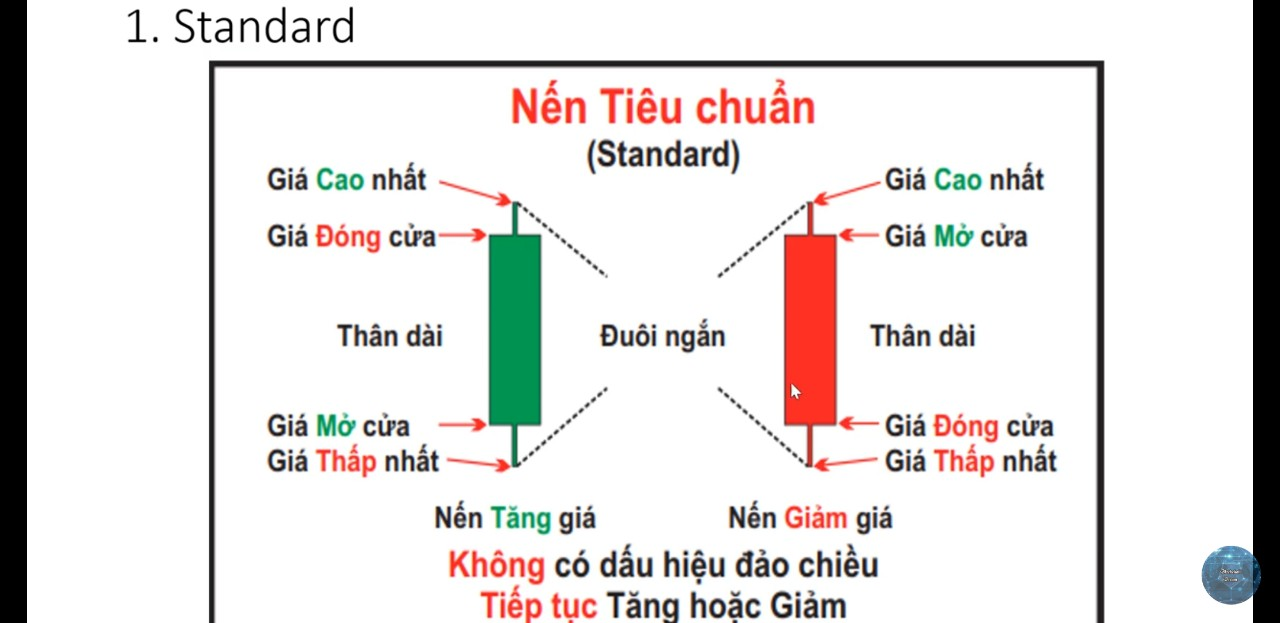 1. Standard
Nến Tiêu chuẩn
(Standard)
Giá Cao nhất
Giá Cao nhất
Giá Đóng cửa
Giá Mở cửa
Thân dài
Đuôi ngắn
Thân dài
Giá Mở cửa
Giá Đóng cửa
Giá Thấp nhất
Giá Thấp nhất
Nến Tăng giá
Nến Giảm giá
Không có dấu hiệu đảo chiều
Tiếp tục Tăng hoặc Giảm